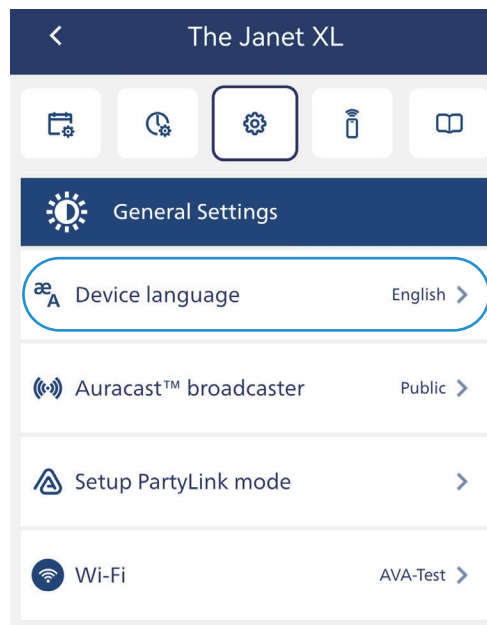 The Janet XL
General Settings
Device language English
Auracast™ broadcaster Public
Setup PartyLink mode
Wi-Fi AVA-Test